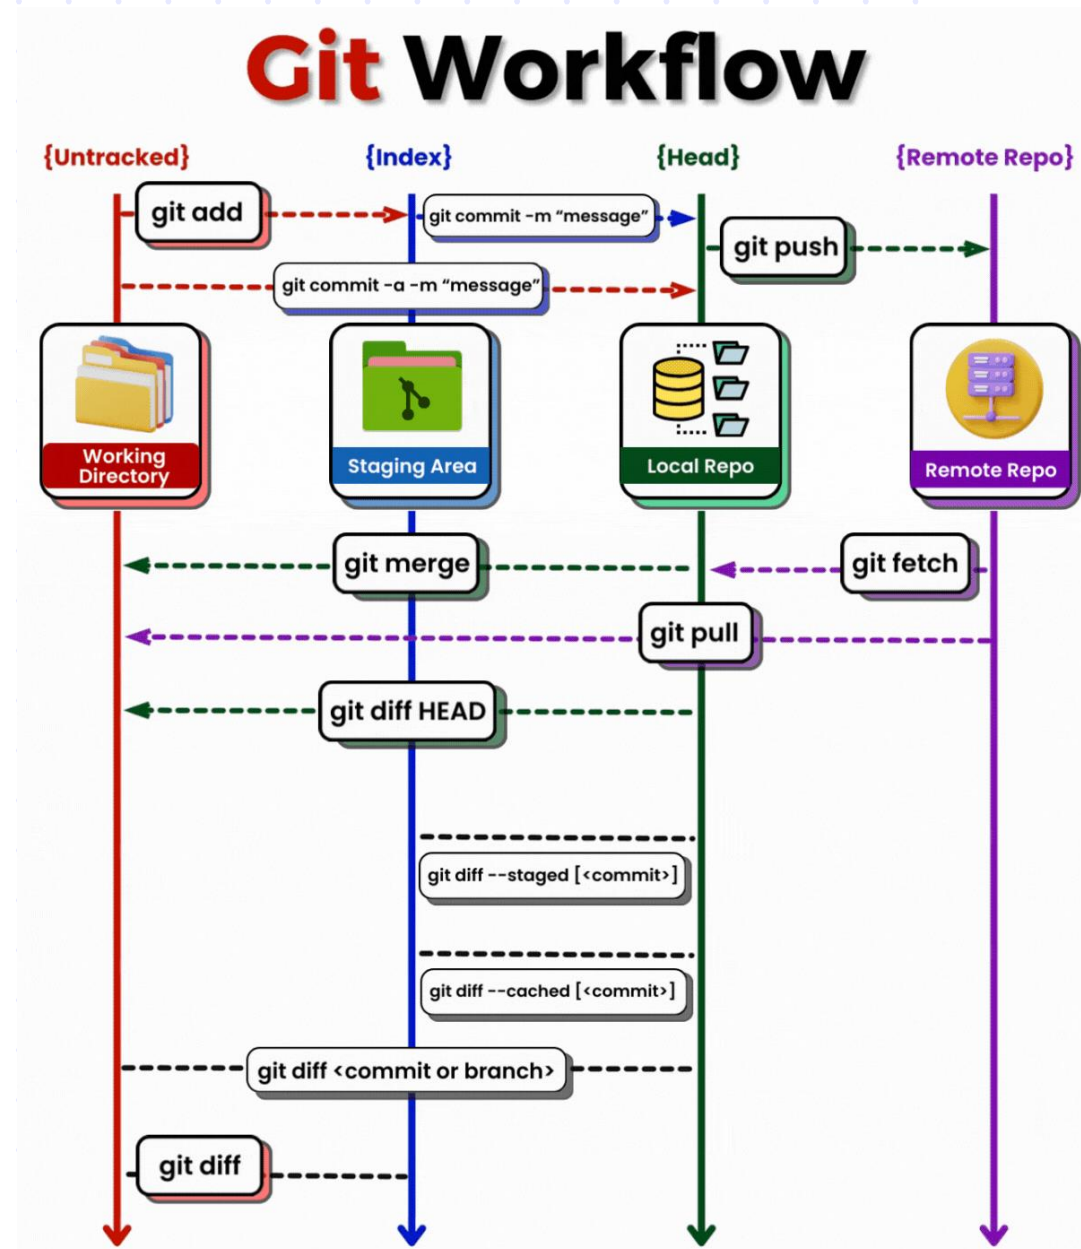 Git Workflow
{Untracked}
{Index}
{Head}
{Remote Repo}
git add
git commit -m “message”
git push
git commit -a -m “message”
Working
Directory
Staging Area
Local Repo
Remote Repo
git merge
git fetch
git pull
git diff HEAD
git diff --staged [<commit>]
git diff --cached [<commit>]
git diff <commit or branch>
git diff